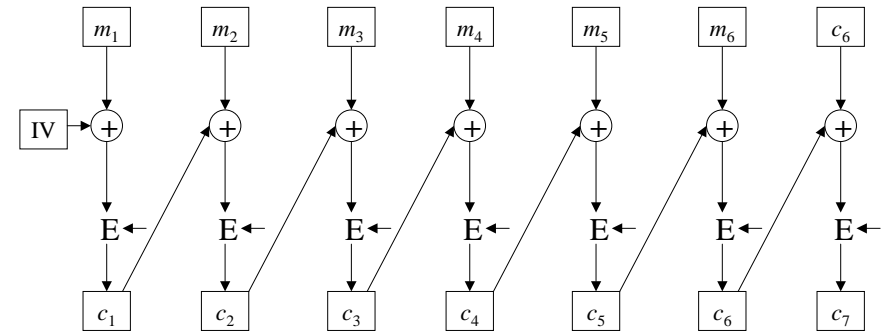 m₁ m₂ m₃ m₄ m₅ m₆ c₆
IV + + + + + + +
E E E E E E E
c₁ c₂ c₃ c₄ c₅ c₆ c₇